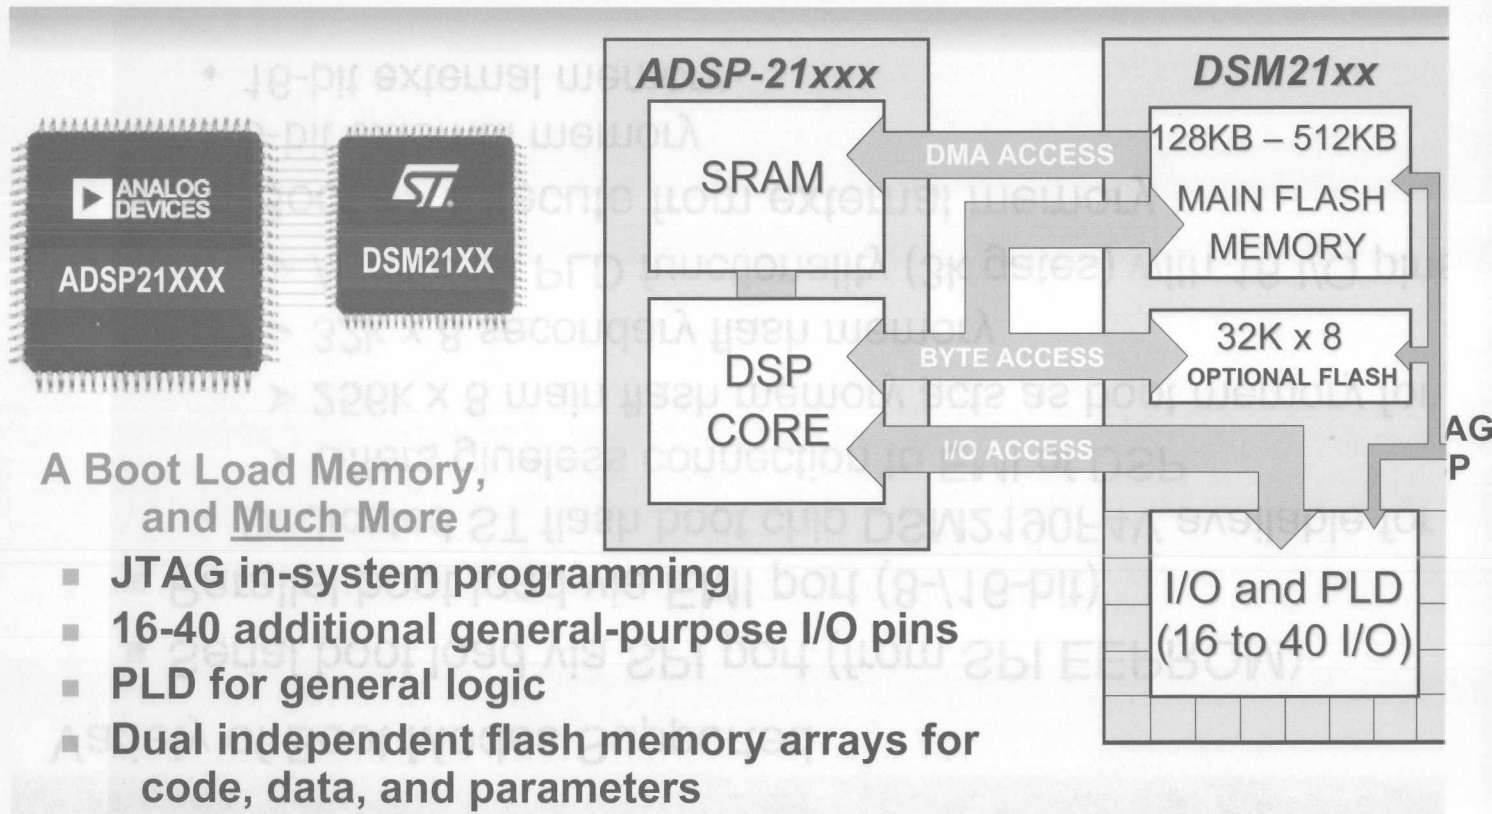 ADSP-21xxx
DSM21xx
SRAM
DMA ACCESS
128KB – 512KB
MAIN FLASH
MEMORY
ANALOG
DEVICES
ADSP21XXX
ST
DSM21XX
DSP
CORE
BYTE ACCESS
32K x 8
OPTIONAL FLASH
I/O ACCESS
AG
P
I/O and PLD
(16 to 40 I/O)
A Boot Load Memory,
and Much More
JTAG in-system programming
16-40 additional general-purpose I/O pins
PLD for general logic
Dual independent flash memory arrays for
code, data, and parameters